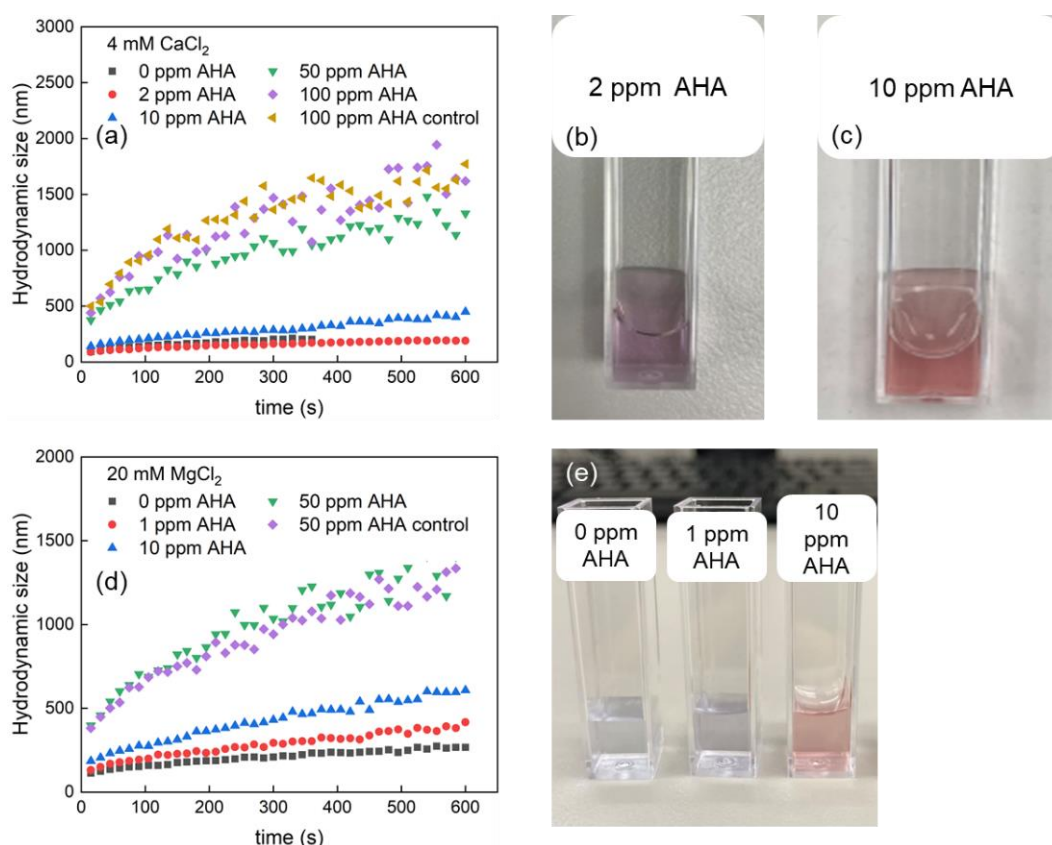 3000
2500
2000
1500
1000
500
0
Hydrodynamic size (nm)
4 mM CaCl₂
0 ppm AHA
50 ppm AHA
2 ppm AHA
100 ppm AHA
10 ppm AHA
100 ppm AHA control
(a)
0 100 200 300 400 500 600
time (s)
2 ppm AHA
(b)
10 ppm AHA
(c)
2000
1500
1000
500
0
Hydrodynamic size (nm)
20 mM MgCl₂
0 ppm AHA
50 ppm AHA
1 ppm AHA
50 ppm AHA control
10 ppm AHA
(d)
0 100 200 300 400 500 600
time (s)
(e)
0 ppm
AHA
1 ppm
AHA
10
ppm
AHA